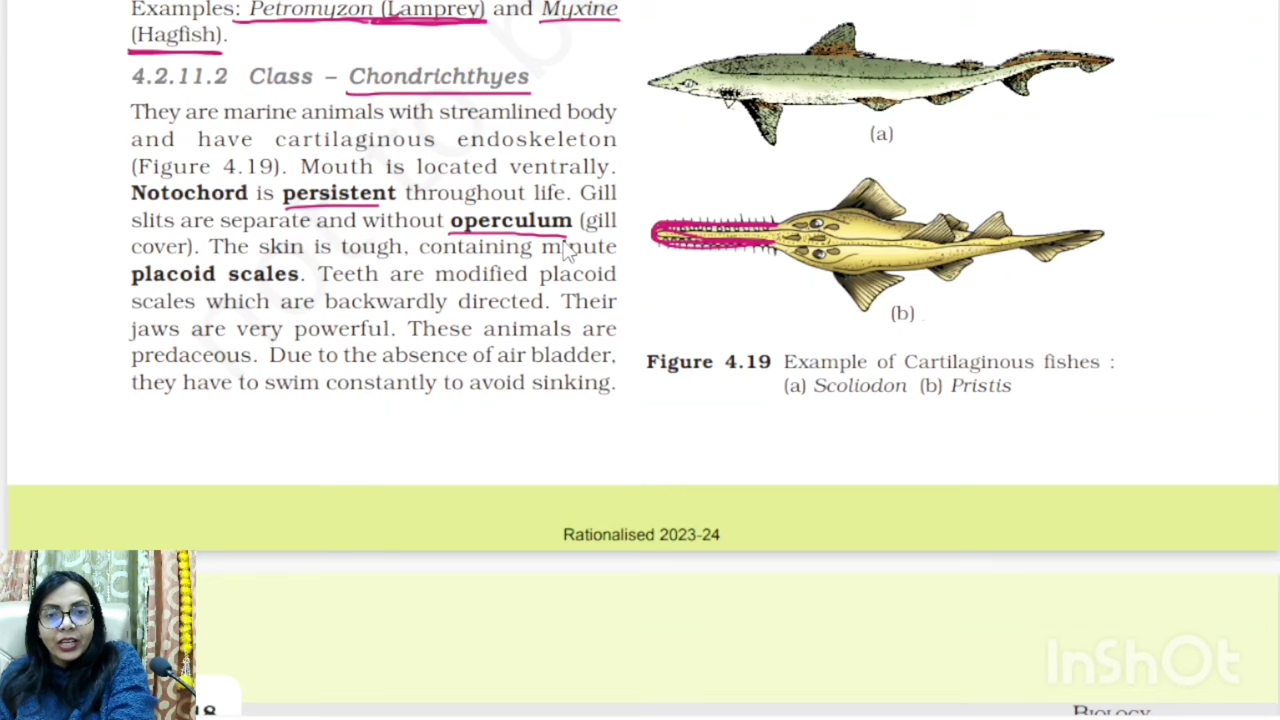 Examples: Petromyzon (Lamprey) and Myxine
(Hagfish).
4.2.11.2 Class – Chondrichthyes
They are marine animals with streamlined body
and have cartilaginous endoskeleton
(Figure 4.19). Mouth is located ventrally.
Notochord is persistent throughout life. Gill
slits are separate and without operculum (gill
cover). The skin is tough, containing minute
placoid scales. Teeth are modified placoid
scales which are backwardly directed. Their
jaws are very powerful. These animals are
predaceous. Due to the absence of air bladder,
they have to swim constantly to avoid sinking.
(a)
(b)
Figure 4.19 Example of Cartilaginous fishes :
(a) Scoliodon (b) Pristis
Rationalised 2023-24
InShOt
BIOLOGY